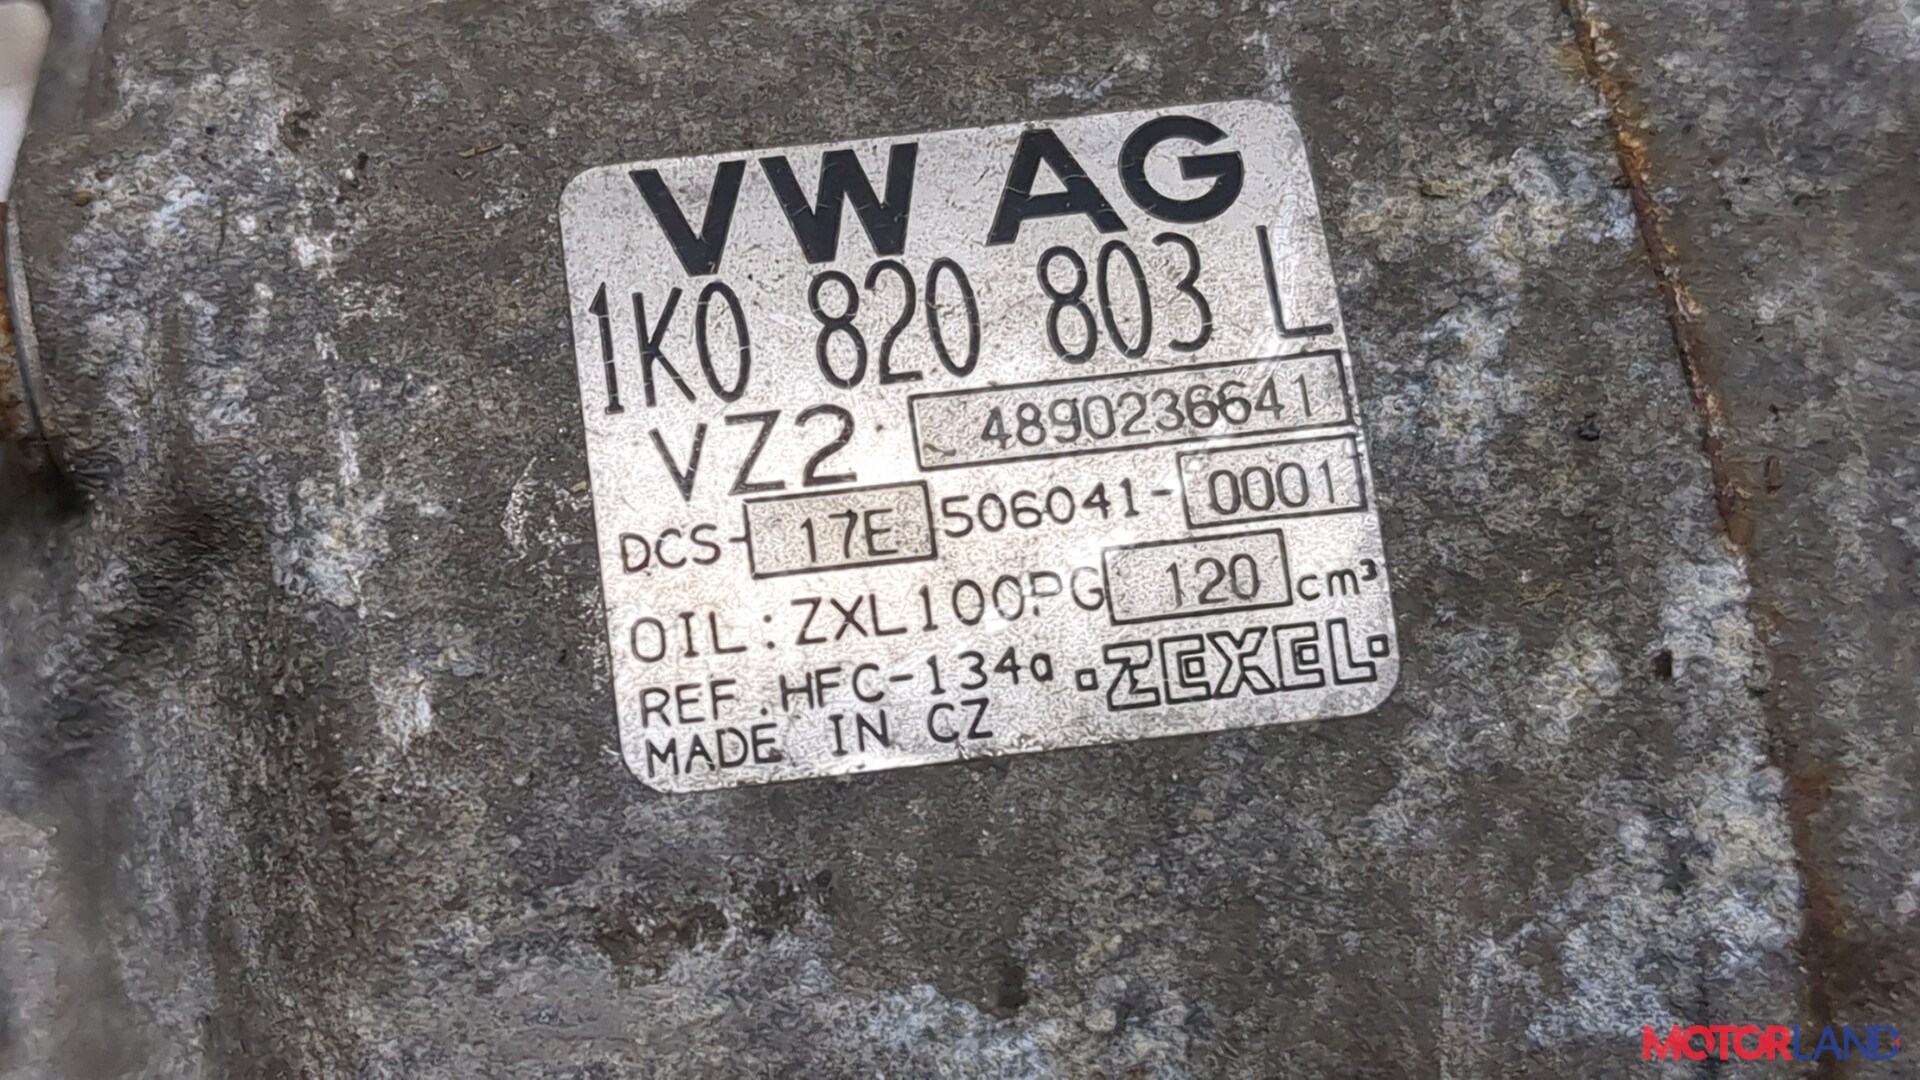 VW AG
1K0 820 803 L
VZ2 4890236641
DCS-17E 506041-0001
OIL: ZXL100PG 120 cm³
REF. HFC-134a ZEXEL
MADE IN CZ
MOTORLAND